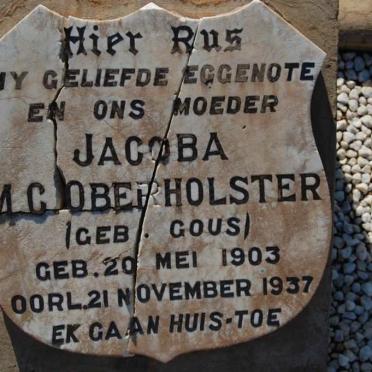 Hier Rus
MY GELIEFDE EGGENOTE
EN ONS MOEDER
JACOBA
M.C. OBERHOLSTER
(GEB. GOUS)
GEB. 20 MEI 1903
OORL. 21 NOVEMBER 1937
EK GAAN HUIS-TOE